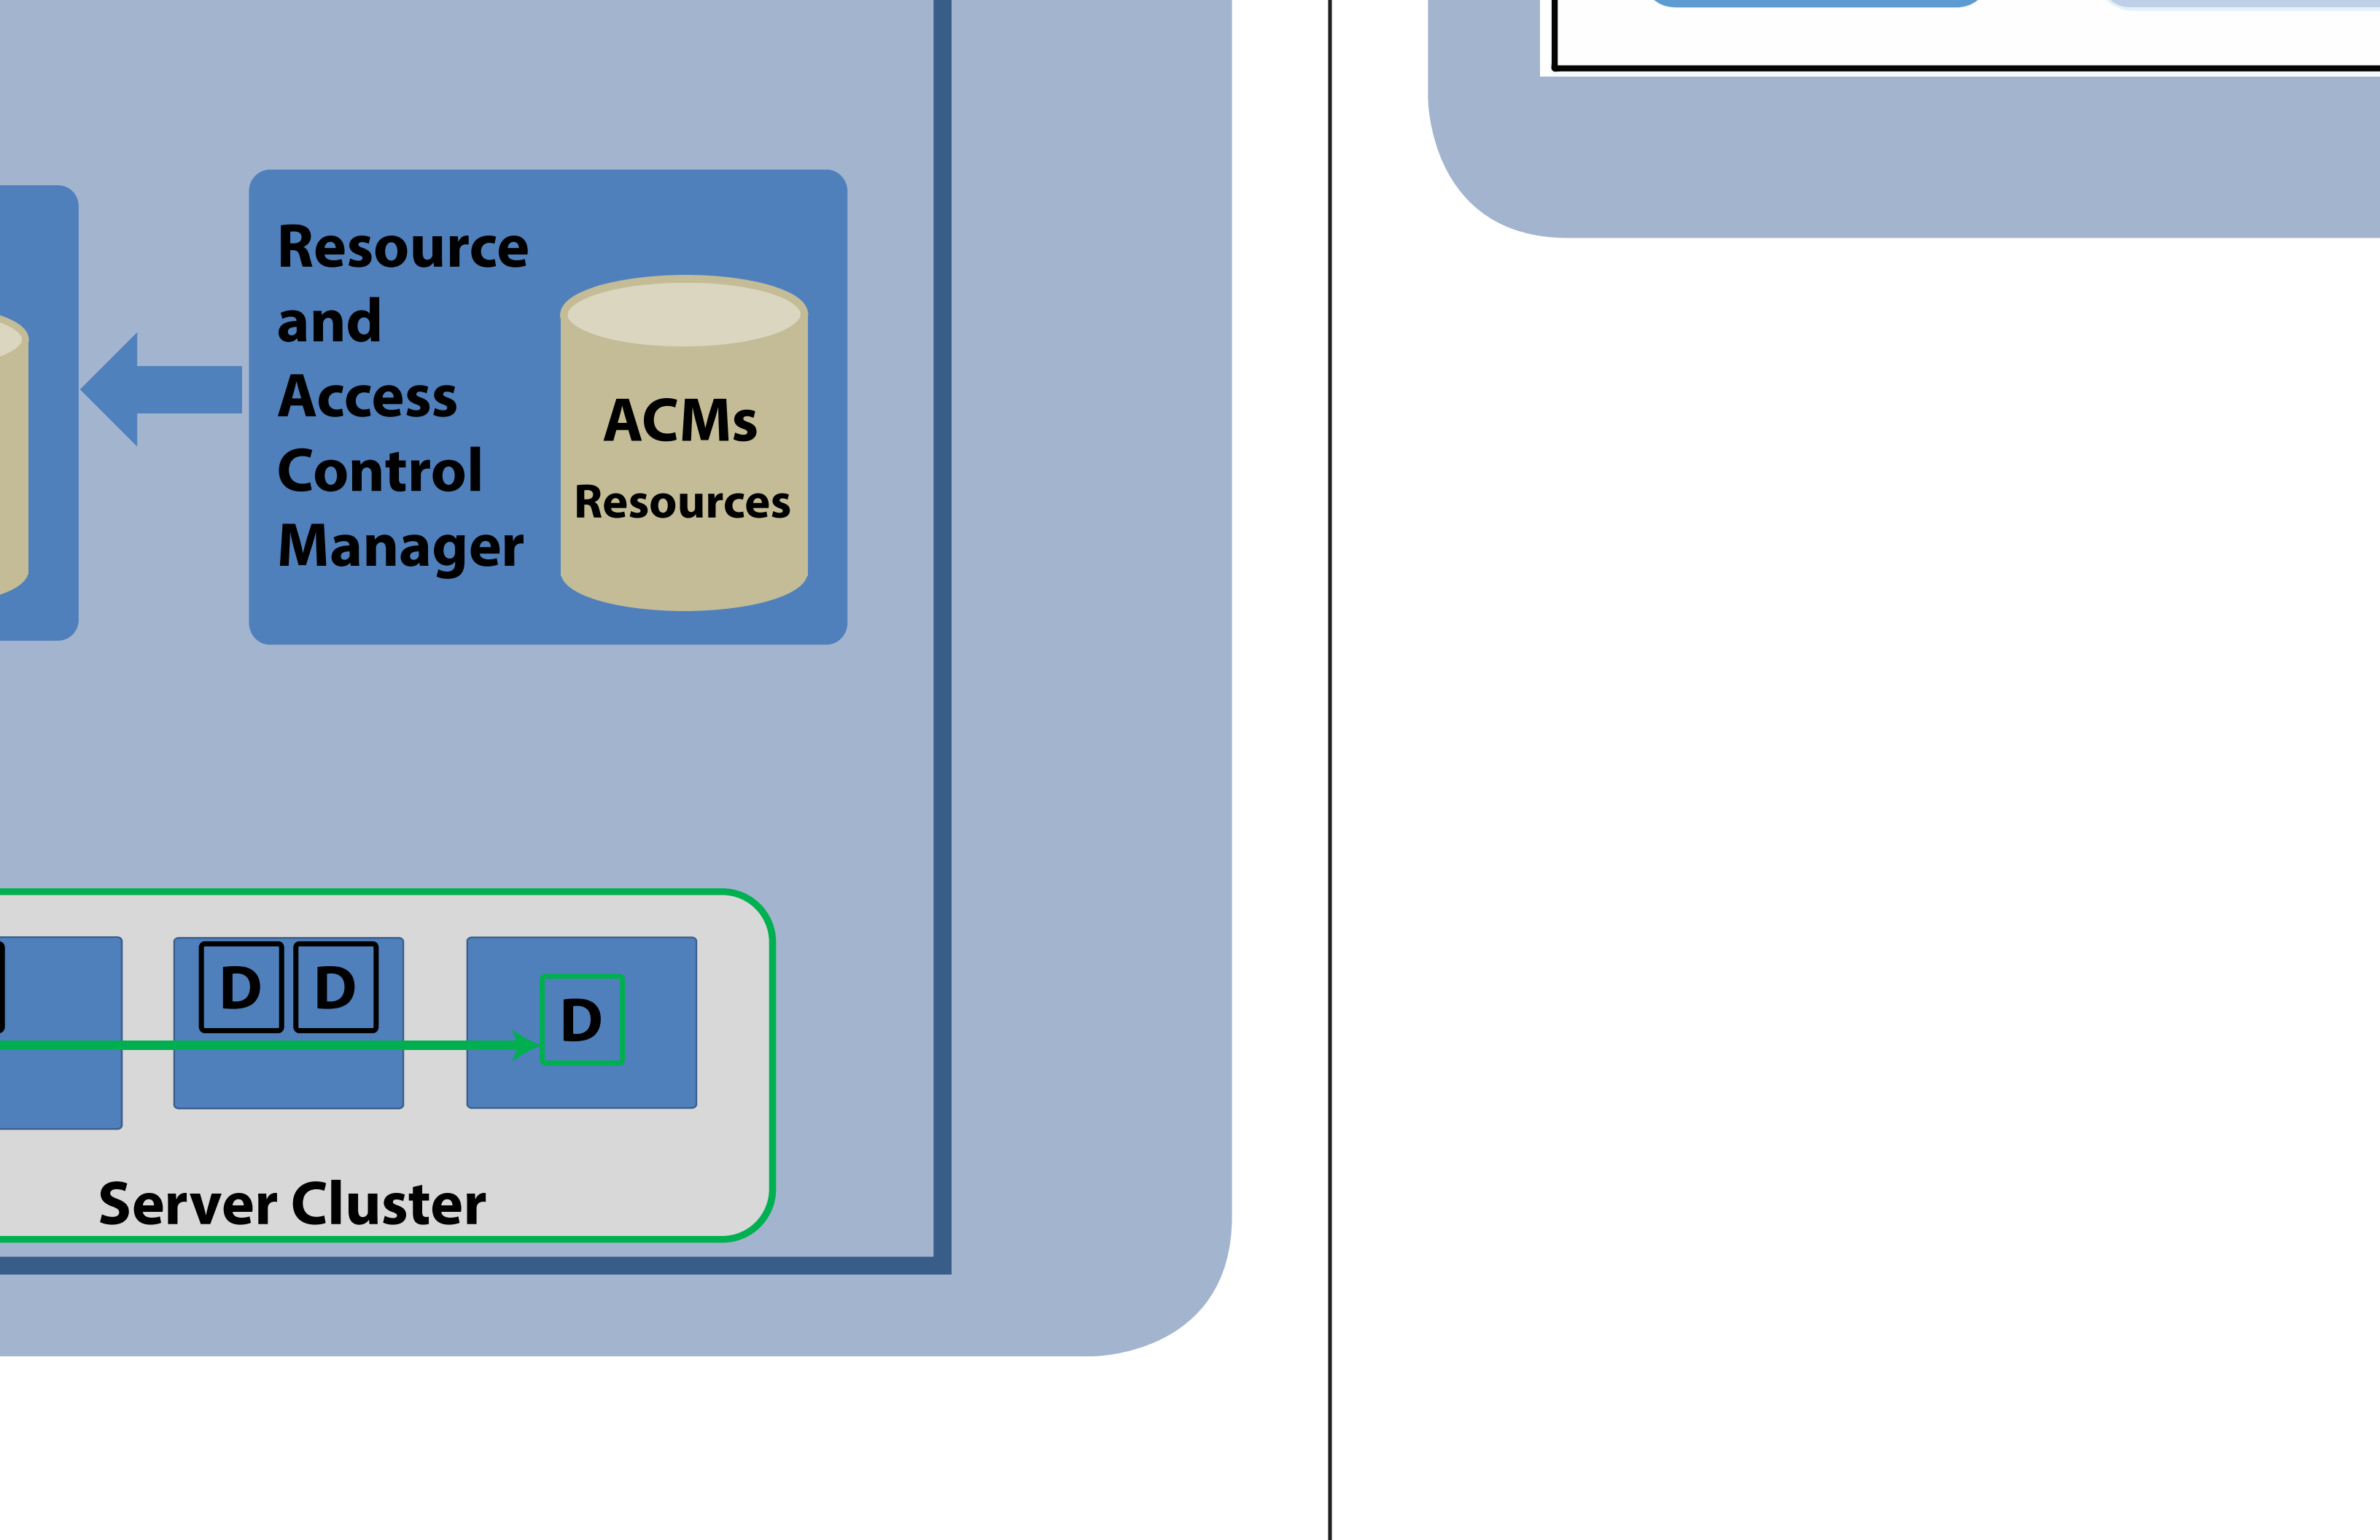 Resource
and
Access
Control
Manager
ACMs
Resources
D D
D
Server Cluster